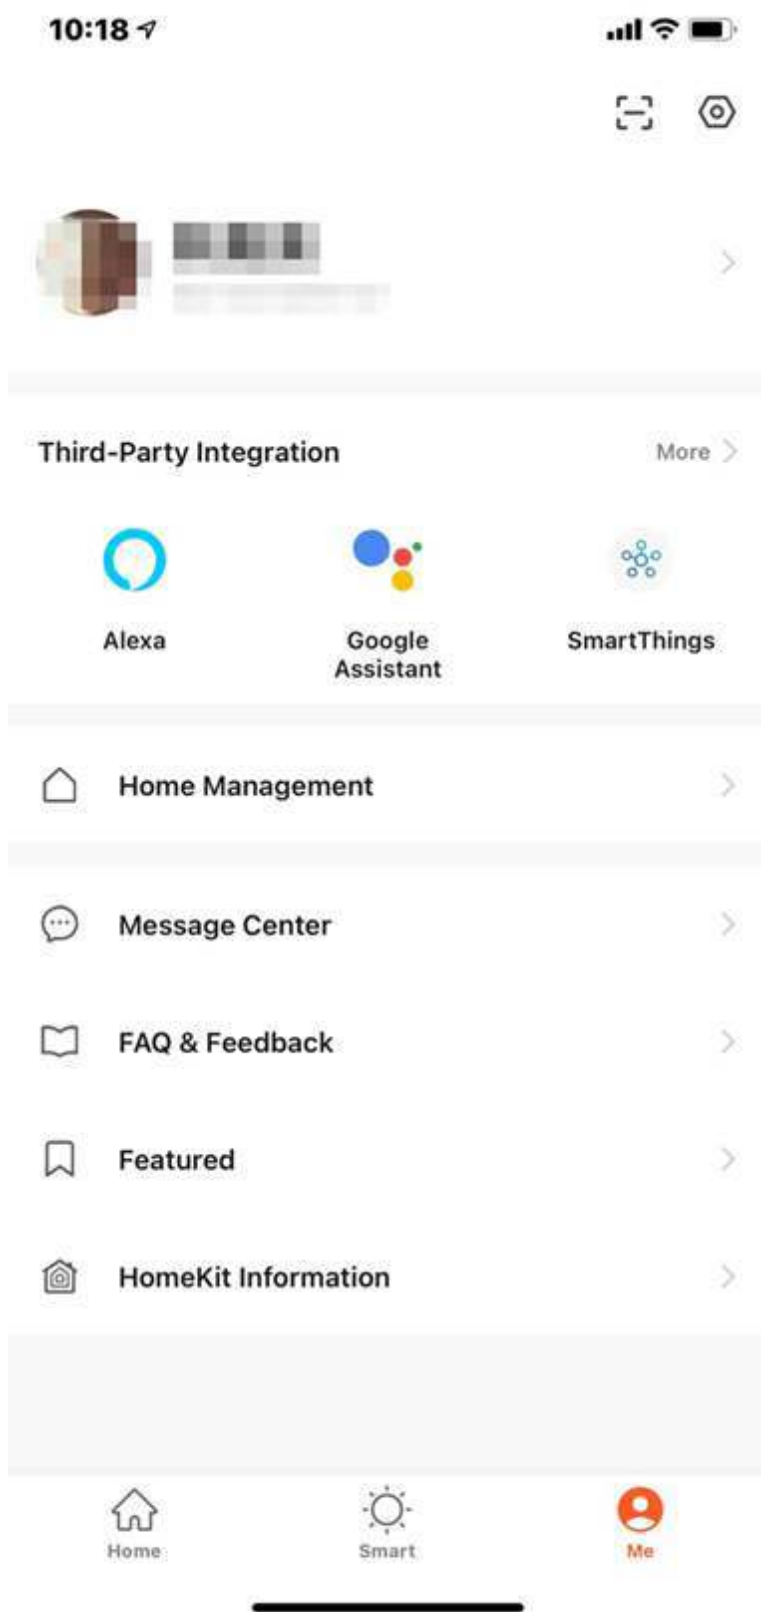 10:18
Third-Party Integration
More
Alexa
Google
Assistant
SmartThings
Home Management
Message Center
FAQ & Feedback
Featured
HomeKit Information
Home
Smart
Me